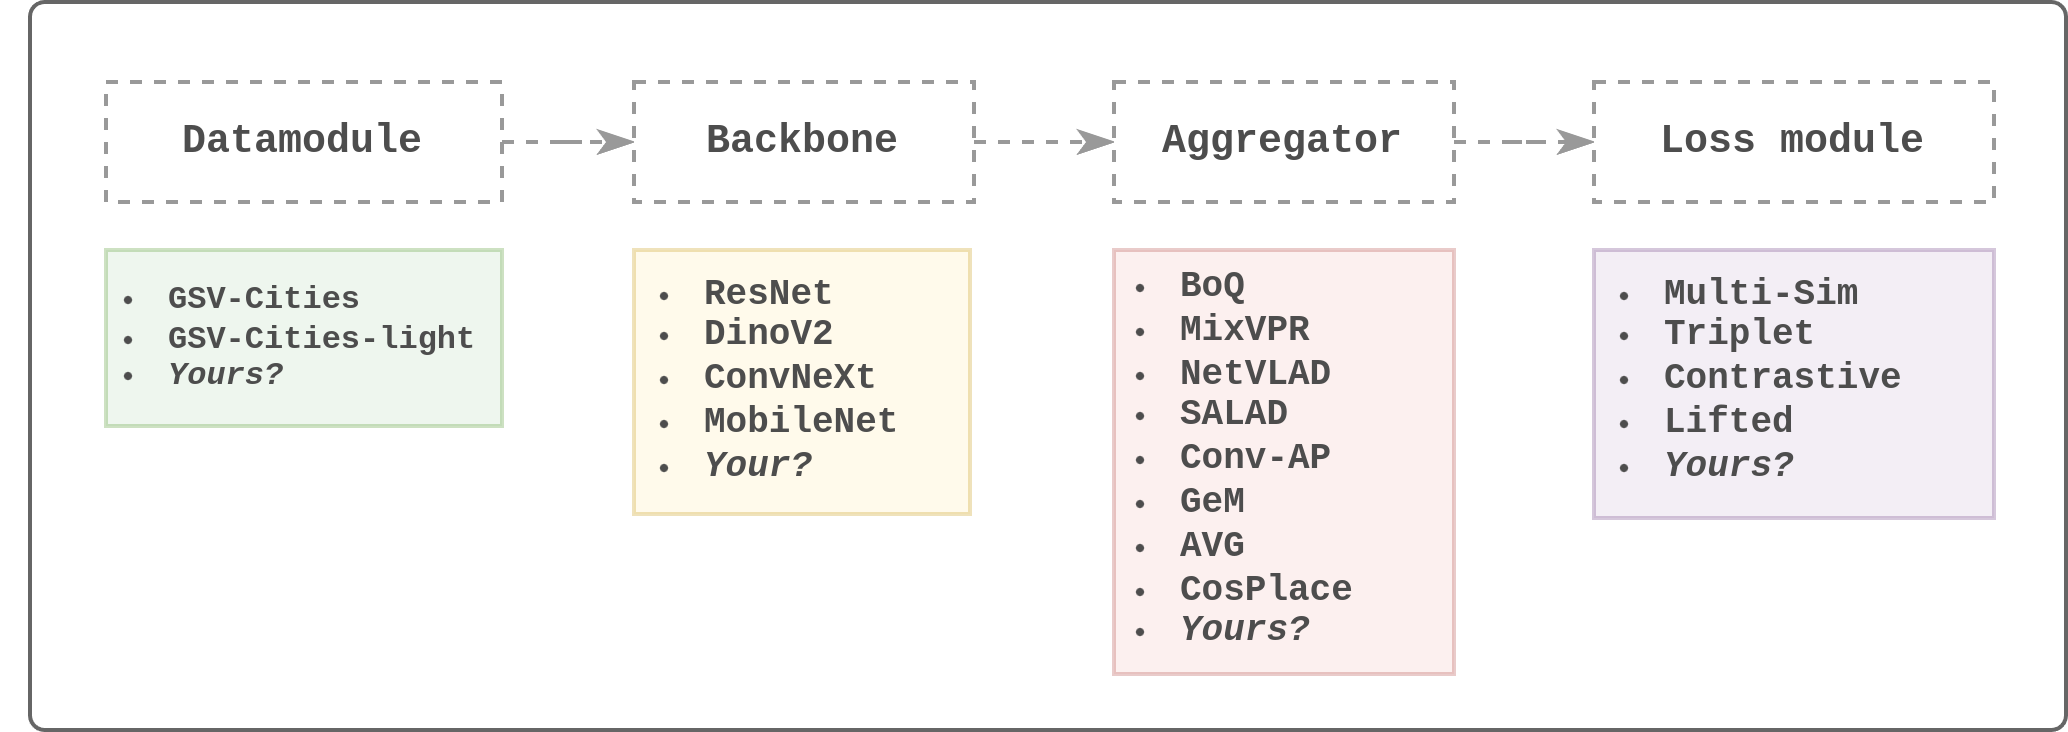 Datamodule
Backbone
Aggregator
Loss module
• GSV-Cities
• GSV-Cities-light
• Yours?
• ResNet
• DinoV2
• ConvNeXt
• MobileNet
• Your?
• BoQ
• MixVPR
• NetVLAD
• SALAD
• Conv-AP
• GeM
• AVG
• CosPlace
• Yours?
• Multi-Sim
• Triplet
• Contrastive
• Lifted
• Yours?